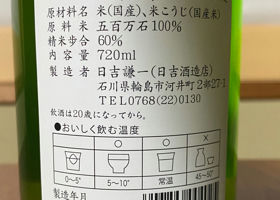 原材料名 米(国産)、米こうじ(国産米)
原料米 五百万石100%
精米歩合 60%
内容量 720ml
製造者 日吉謙一(日吉酒造店)
石川県輪島市河井町2部27-1
TEL0768(22)0130
飲酒は20歳になってから。
●おいしく飲む温度
○ ○ ○ ×
0~5° 5~10° 常温 45~50°
製造年月